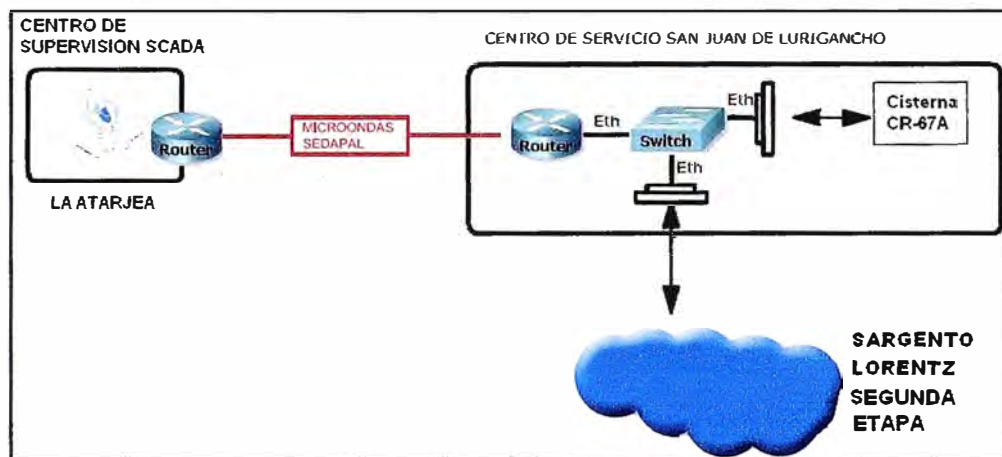 CENTRO DE
SUPERVISION SCADA
CENTRO DE SERVICIO SAN JUAN DE LURIGANCHO
Router
MICROONDAS
SEDAPAL
Router
Eth
Switch
Eth
Eth
Cisterna
CR-67A
LA ATARJEA
SARGENTO
LORENTZ
SEGUNDA
ETAPA